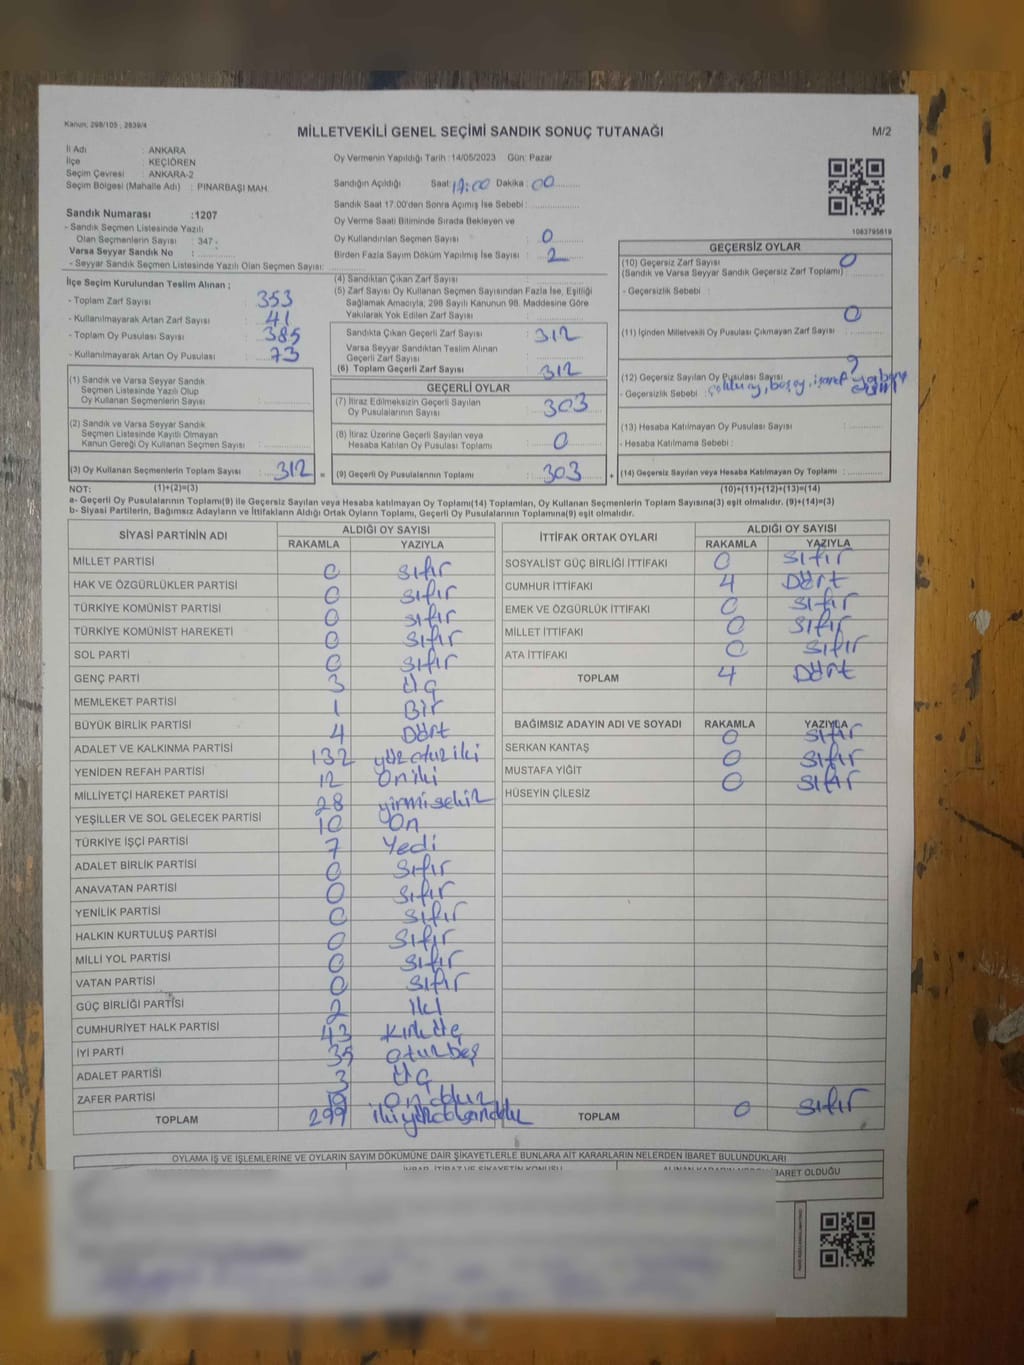 Kanun; 298/105 , 2839/4
MİLLETVEKİLİ GENEL SEÇİMİ SANDIK SONUÇ TUTANAĞI
M/2
İl Adı : ANKARA
İlçe : KEÇİÖREN
Seçim Çevresi : ANKARA-2
Seçim Bölgesi (Mahalle Adı) : PINARBAŞI MAH.
Sandık Numarası :1207
- Sandık Seçmen Listesinde Yazılı
Olan Seçmenlerin Sayısı : 347
Varsa Seyyar Sandık No :
- Seyyar Sandık Seçmen Listesinde Yazılı Olan Seçmen Sayısı:
Oy Vermenin Yapıldığı Tarih :14/05/2023 Gün: Pazar
Sandığın Açıldığı Saat: 17:00 Dakika : 00
Sandık Saat 17.00'den Sonra Açımış İse Sebebi :
Oy Verme Saati Bitiminde Sırada Bekleyen ve
Oy Kullandırılan Seçmen Sayısı : 0
Birden Fazla Sayım Döküm Yapılmış İse Sayısı : 2
1083795619
İlçe Seçim Kurulundan Teslim Alınan ;
- Toplam Zarf Sayısı : 353
- Kullanılmayarak Artan Zarf Sayısı : 41
- Toplam Oy Pusulası Sayısı : 385
- Kullanılmayarak Artan Oy Pusulası : 73
(1) Sandık ve Varsa Seyyar Sandık
Seçmen Listesinde Yazılı Olup
Oy Kullanan Seçmenlerin Sayısı :
(2) Sandık ve Varsa Seyyar Sandık
Seçmen Listesinde Kayıtlı Olmayan
Kanun Gereği Oy Kullanan Seçmen Sayısı :
(3) Oy Kullanan Seçmenlerin Toplam Sayısı : 312 =
(4) Sandıktan Çıkan Zarf Sayısı :
(5) Zarf Sayısı Oy Kullanan Seçmen Sayısından Fazla İse, Eşitliği
Sağlamak Amacıyla; 298 Sayılı Kanunun 98. Maddesine Göre
Yakılarak Yok Edilen Zarf Sayısı :
Sandıkta Çıkan Geçerli Zarf Sayısı : 312
Varsa Seyyar Sandıktan Teslim Alınan
Geçerli Zarf Sayısı :
(6) Toplam Geçerli Zarf Sayısı : 312
GEÇERLİ OYLAR
(7) İtiraz Edilmeksizin Geçerli Sayılan
Oy Pusulalarının Sayısı : 303
(8) İtiraz Üzerine Geçerli Sayılan veya
Hesaba Katılan Oy Pusulası Sayısı : 0
(9) Geçerli Oy Pusulalarının Toplamı : 303 +
GEÇERSİZ OYLAR
(10) Geçersiz Zarf Sayısı : 0
(Sandık ve Varsa Seyyar Sandık Geçersiz Zarf Toplamı)
- Geçersizlik Sebebi :
(11) İçinden Milletvekili Oy Pusulası Çıkmayan Zarf Sayısı : 0
(12) Geçersiz Sayılan Oy Pusulası Sayısı :
- Geçersizlik Sebebi :
(13) Hesaba Katılmayan Oy Pusulası Sayısı :
- Hesaba Katılmama Sebebi :
(14) Geçersiz Sayılan veya Hesaba Katılmayan Oy Toplamı :
NOT: (1)+(2)=(3) (10)+(11)+(12)+(13)=(14)
a- Geçerli Oy Pusulalarının Toplamı(9) ile Geçersiz Sayılan veya Hesaba katılmayan Oy Toplamı(14) Toplamları, Oy Kullanan Seçmenlerin Toplam Sayısına(3) eşit olmalıdır. (9)+(14)=(3)
b- Siyasi Partilerin, Bağımsız Adayların ve İttifakların Aldığı Ortak Oyların Toplamı, Geçerli Oy Pusulalarının Toplamına(9) eşit olmalıdır.
SİYASİ PARTİNİN ADI ALDIĞI OY SAYISI
RAKAMLA YAZIYLA
MİLLET PARTİSİ 0 sıfır
HAK VE ÖZGÜRLÜKLER PARTİSİ 0 sıfır
TÜRKİYE KOMÜNİST PARTİSİ 0 sıfır
TÜRKİYE KOMÜNİST HAREKETİ 0 sıfır
SOL PARTİ 0 sıfır
GENÇ PARTİ 3 üç
MEMLEKET PARTİSİ 1 Bir
BÜYÜK BİRLİK PARTİSİ 4 Dört
ADALET VE KALKINMA PARTİSİ 132 yüzotuziki
YENİDEN REFAH PARTİSİ 12 oniki
MİLLİYETÇİ HAREKET PARTİSİ 28 yirmisekiz
YEŞİLLER VE SOL GELECEK PARTİSİ 10 on
TÜRKİYE İŞÇİ PARTİSİ 7 Yedi
ADALET BİRLİK PARTİSİ 0 sıfır
ANAVATAN PARTİSİ 0 sıfır
YENİLİK PARTİSİ 0 sıfır
HALKIN KURTULUŞ PARTİSİ 0 sıfır
MİLLİ YOL PARTİSİ 0 sıfır
VATAN PARTİSİ 0 sıfır
GÜÇ BİRLİĞİ PARTİSİ 2 iki
CUMHURİYET HALK PARTİSİ 43 Kırküç
İYİ PARTİ 35 otuzbeş
ADALET PARTİSİ 3 üç
ZAFER PARTİSİ
TOPLAM 299
İTTİFAK ORTAK OYLARI ALDIĞI OY SAYISI
RAKAMLA YAZIYLA
SOSYALİST GÜÇ BİRLİĞİ İTTİFAKI 0 sıfır
CUMHUR İTTİFAKI 4 Dört
EMEK VE ÖZGÜRLÜK İTTİFAKI 0 sıfır
MİLLET İTTİFAKI 0 sıfır
ATA İTTİFAKI 0 sıfır
TOPLAM 4 Dört
BAĞIMSIZ ADAYIN ADI VE SOYADI RAKAMLA YAZIYLA
SERKAN KANTAŞ 0 sıfır
MUSTAFA YİĞİT 0 sıfır
HÜSEYİN ÇİLESİZ 0 sıfır
TOPLAM 0 sıfır
OYLAMA İŞ VE İŞLEMLERİNE VE OYLARIN SAYIM DÖKÜMÜNE DAİR ŞİKAYETLERLE BUNLARA AİT KARARLARIN NELERDEN İBARET BULUNDUKLARI
İHBAR, İTİRAZ VE ŞİKAYETİN KONUSU
ALINAN KARARIN NEDEN İBARET OLDUĞU